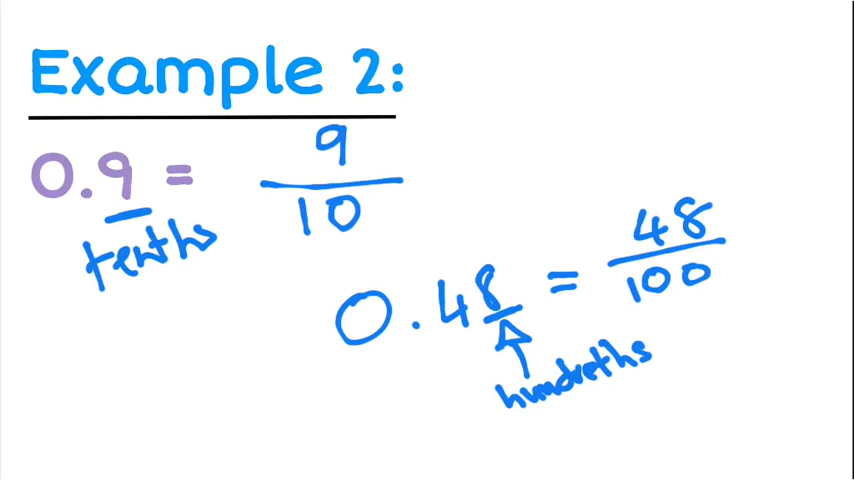 Example 2:
0.9 = 9/10
tenths
0.48 = 48/100
hundreths